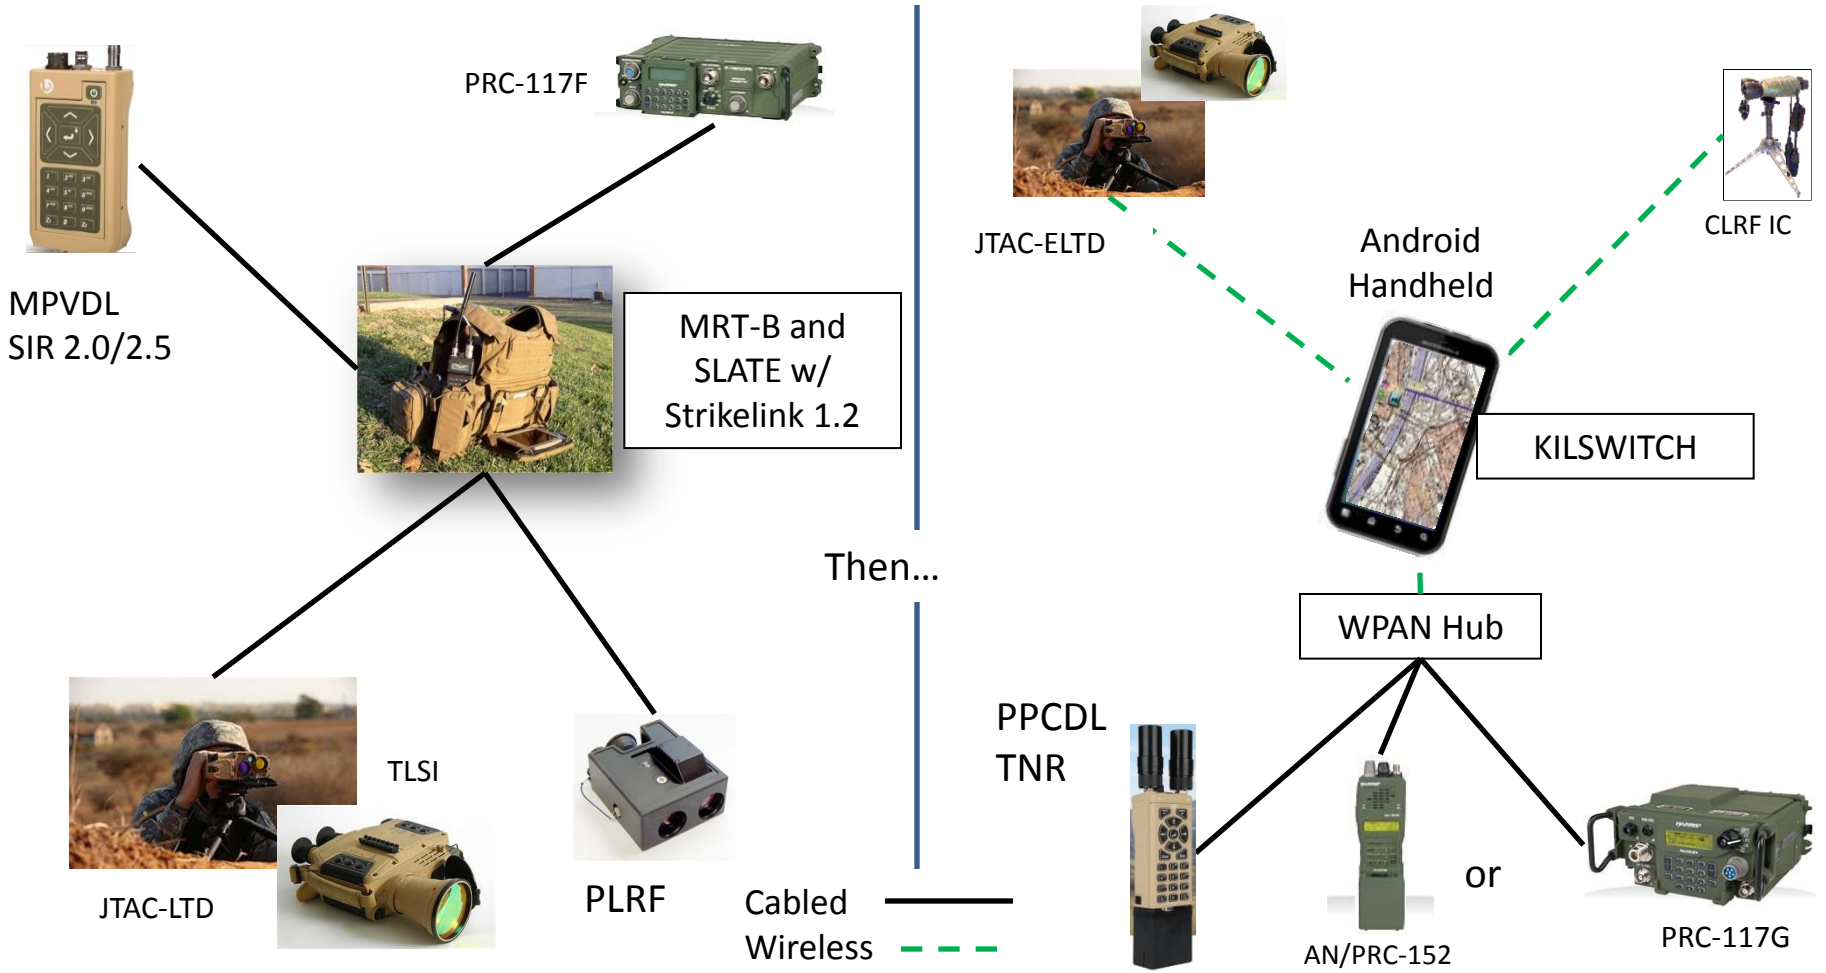 PRC-117F
MPVDL
SIR 2.0/2.5
MRT-B and
SLATE w/
Strikelink 1.2
TLSI
JTAC-LTD
PLRF
Then...
Cabled
Wireless
JTAC-ELTD
CLRF IC
Android
Handheld
KILSWITCH
WPAN Hub
PPCDL
TNR
or
AN/PRC-152
PRC-117G